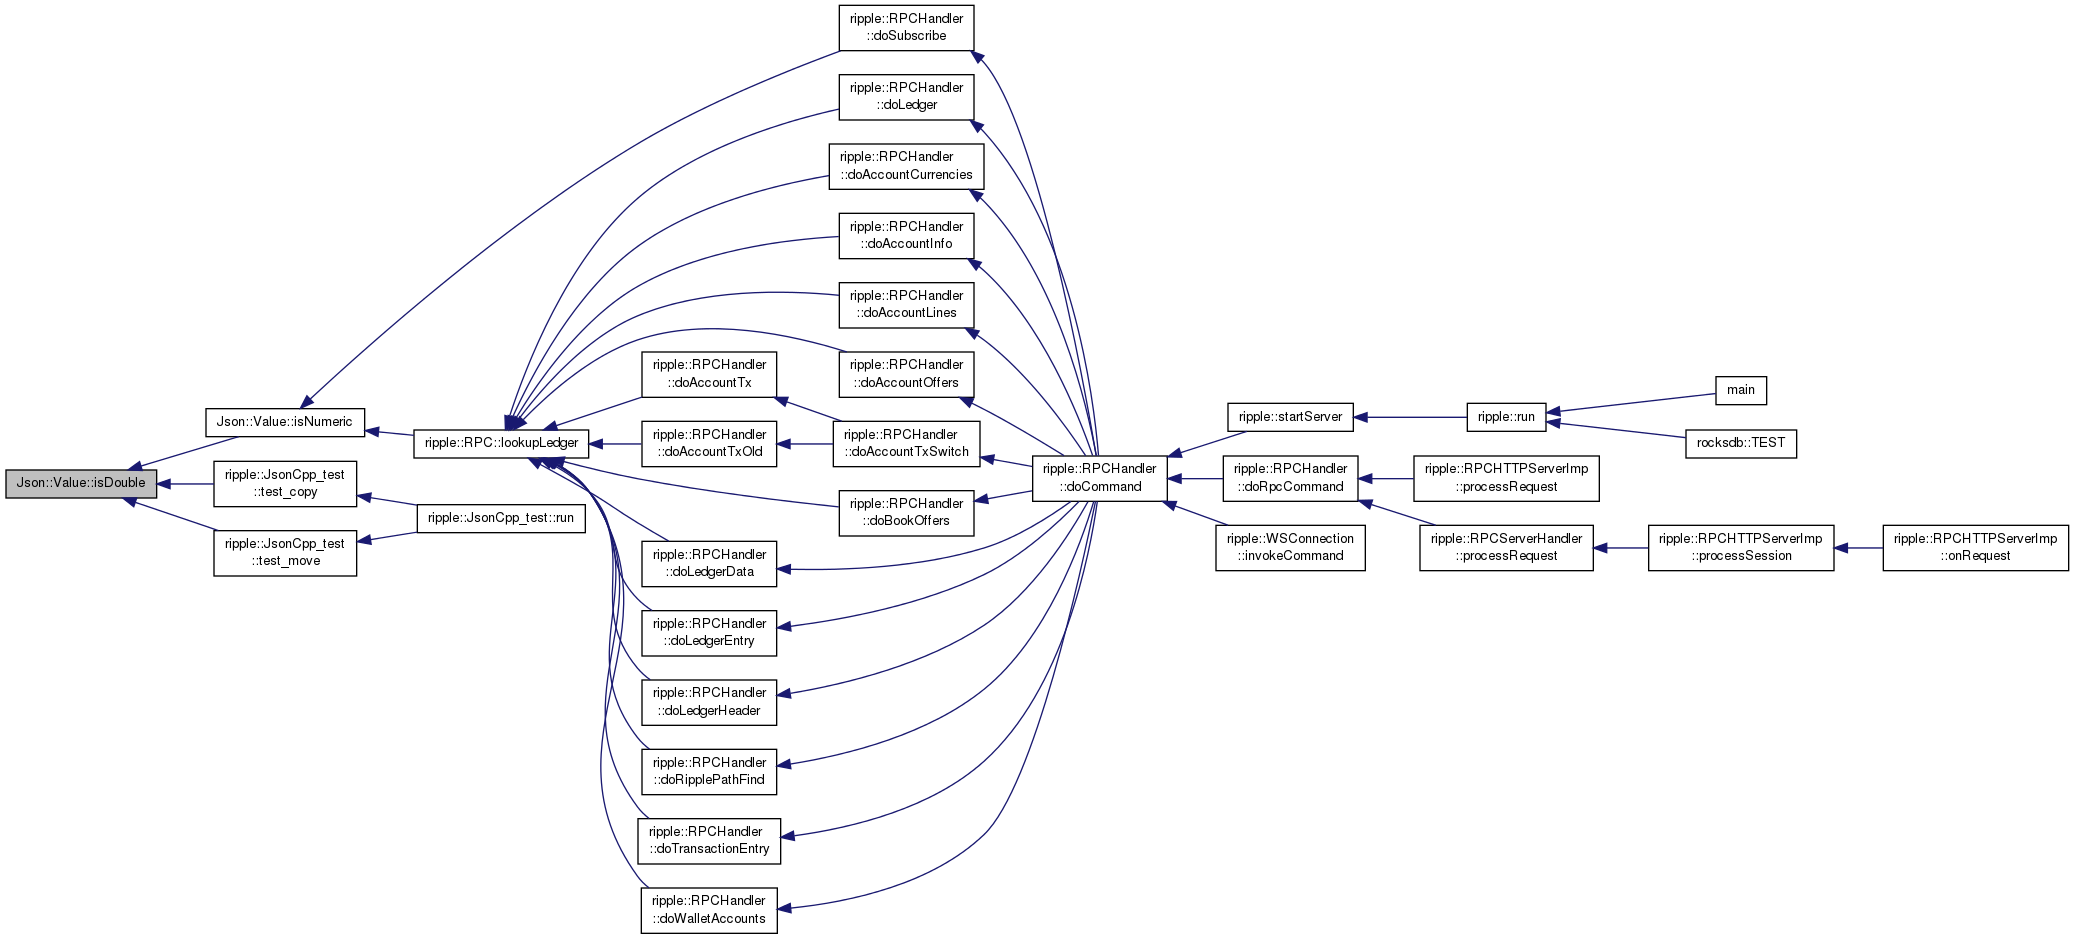 ripple::RPCHandler
::doSubscribe
ripple::RPCHandler
::doLedger
ripple::RPCHandler
::doAccountCurrencies
ripple::RPCHandler
::doAccountInfo
ripple::RPCHandler
::doAccountLines
ripple::RPCHandler
::doAccountTx
ripple::RPCHandler
::doAccountOffers
main
Json::Value::isNumeric
ripple::startServer
ripple::run
ripple::RPC::lookupLedger
ripple::RPCHandler
::doAccountTxOld
ripple::RPCHandler
::doAccountTxSwitch
rocksdb::TEST
Json::Value::isDouble
ripple::JsonCpp_test
::test_copy
ripple::RPCHandler
::doCommand
ripple::RPCHandler
::doRpcCommand
ripple::RPCHTTPServerImp
::processRequest
ripple::JsonCpp_test::run
ripple::RPCHandler
::doBookOffers
ripple::JsonCpp_test
::test_move
ripple::WSConnection
::invokeCommand
ripple::RPCServerHandler
::processRequest
ripple::RPCHTTPServerImp
::processSession
ripple::RPCHTTPServerImp
::onRequest
ripple::RPCHandler
::doLedgerData
ripple::RPCHandler
::doLedgerEntry
ripple::RPCHandler
::doLedgerHeader
ripple::RPCHandler
::doRipplePathFind
ripple::RPCHandler
::doTransactionEntry
ripple::RPCHandler
::doWalletAccounts